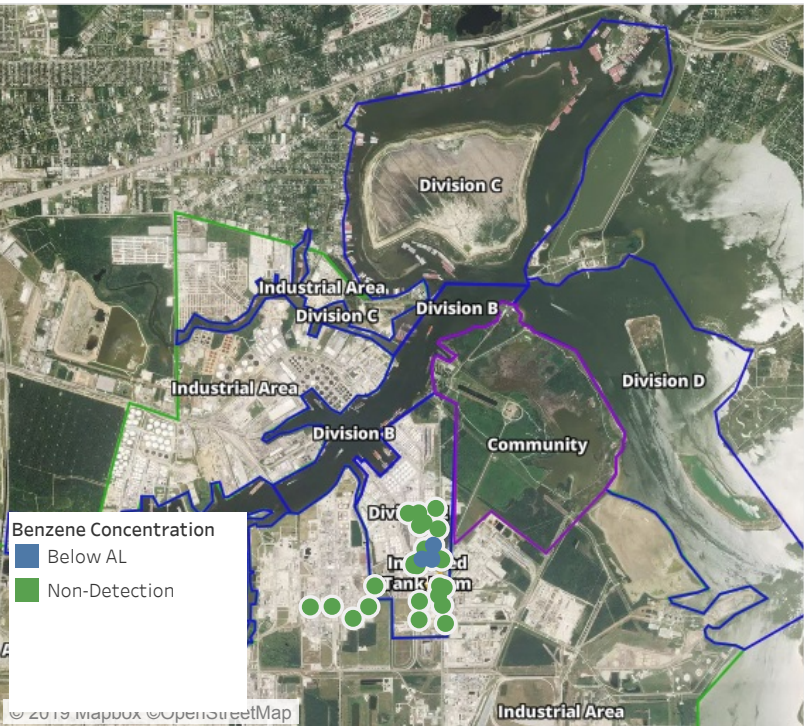 Division C
Industrial Area
Division C
Division B
Industrial Area
Division D
Division B
Community
Tank
Benzene Concentration
Below AL
Non-Detection
© 2019 Mapbox ©OpenStreetMap
Industrial Area